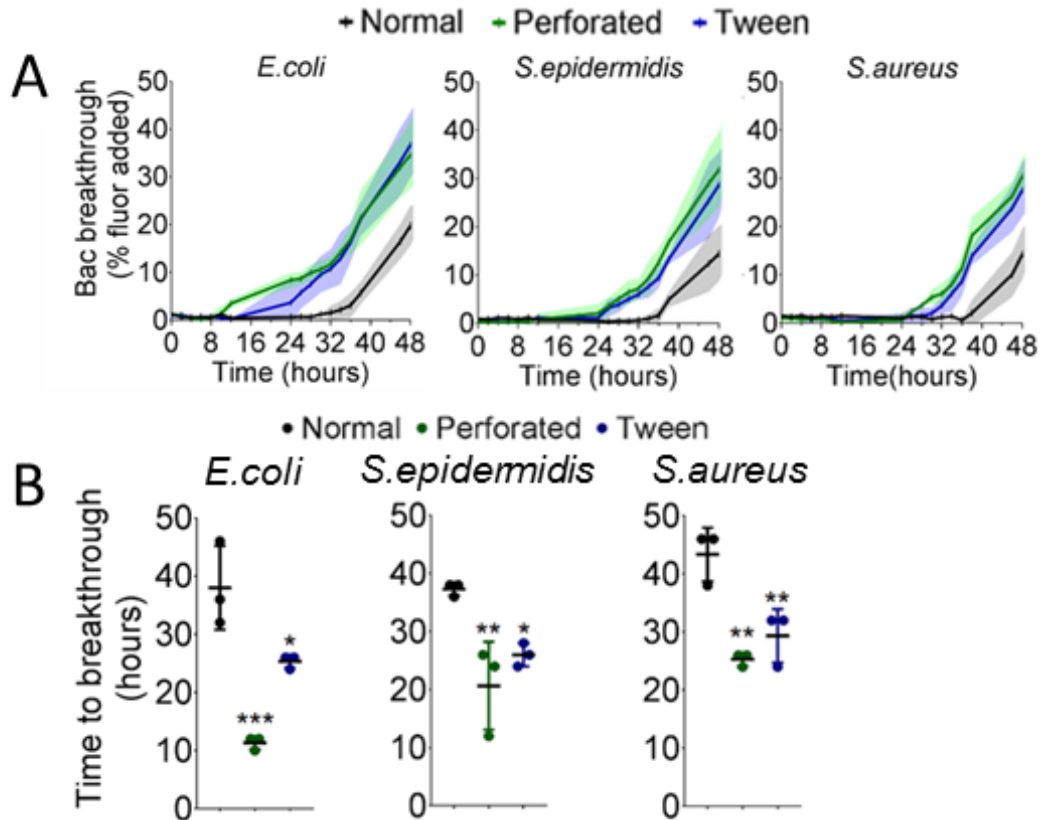 Normal Perforated Tween
A
E.coli S.epidermidis S.aureus
Bac breakthrough
(% fluor added)
50 50 50
40 40 40
30 30 30
20 20 20
10 10 10
0 0 0
0 8 16 24 32 40 48 0 8 16 24 32 40 48 0 8 16 24 32 40 48
Time (hours) Time (hours) Time(hours)
Normal Perforated Tween
B
E.coli S.epidermidis S.aureus
Time to breakthrough
(hours)
50 50 50
40 40 40
30 30 30
20 20 20
10 10 10
0 0 0
*** * ** * ** **